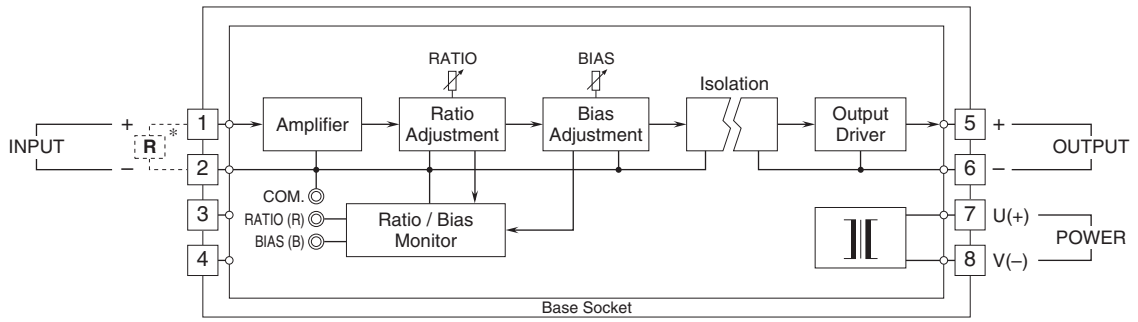 RATIO
BIAS
Isolation
INPUT
+
–
R
*
1
2
3
4
Amplifier
Ratio
Adjustment
Bias
Adjustment
Output
Driver
COM.
RATIO (R)
BIAS (B)
Ratio / Bias
Monitor
5
+
6
–
OUTPUT
7
U(+)
8
V(–)
POWER
Base Socket